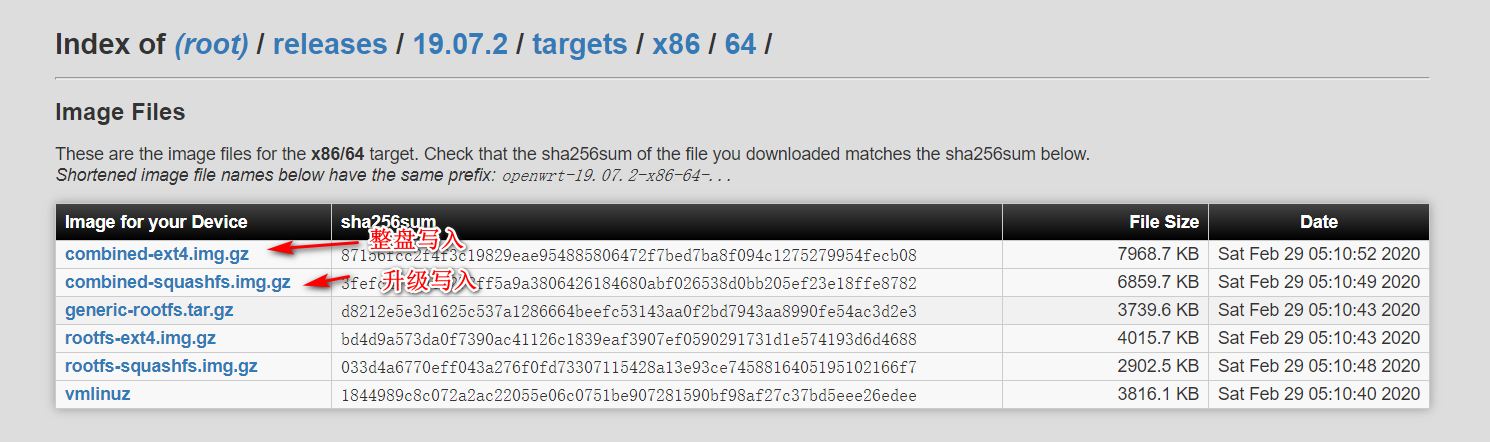 Index of (root) / releases / 19.07.2 / targets / x86 / 64 /
Image Files
These are the image files for the x86/64 target. Check that the sha256sum of the file you downloaded matches the sha256sum below.
Shortened image file names below have the same prefix: openwrt-19.07.2-x86-64-...
Image for your Device sha256sum File Size Date
combined-ext4.img.gz 整盘写入 7968.7 KB Sat Feb 29 05:10:52 2020
combined-squashfs.img.gz 升级写入 6859.7 KB Sat Feb 29 05:10:49 2020
generic-rootfs.tar.gz d8212e5e3d1625c537a1286664beefc53143aa0f2bd7943aa8990fe54ac3d2e3 3739.6 KB Sat Feb 29 05:10:43 2020
rootfs-ext4.img.gz bd4d9a573da0f7390ac41126c1839eaf3907ef0590291731d1e574193d6d4688 4015.7 KB Sat Feb 29 05:10:43 2020
rootfs-squashfs.img.gz 033d4a6770eff043a276f0fd73307115428a13e93ce7458816405195102166f7 2902.5 KB Sat Feb 29 05:10:48 2020
vmlinuz 1844989c8c072a2ac22055e06c0751be907281590bf98af27c37bd5eee26edee 3816.1 KB Sat Feb 29 05:10:40 2020